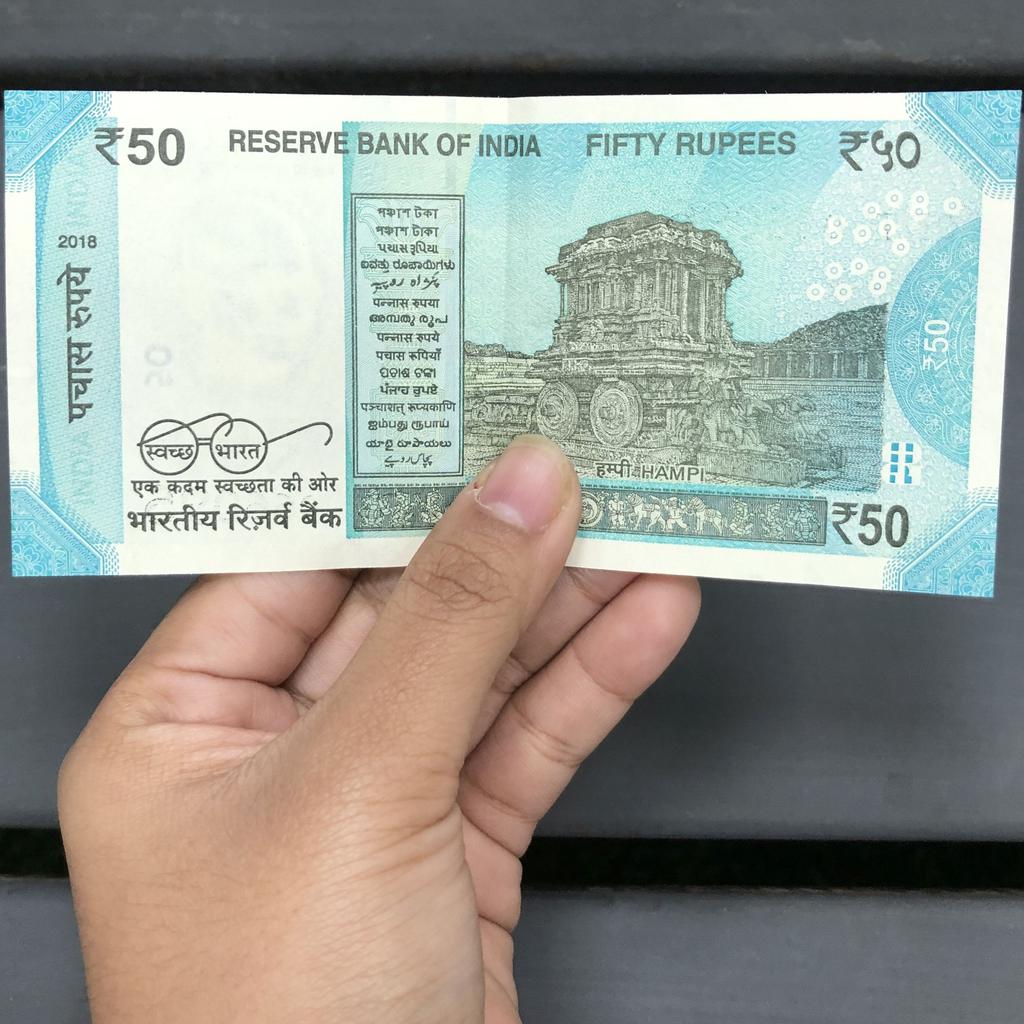 ₹50
RESERVE BANK OF INDIA
FIFTY RUPEES
₹५०
2018
पचास रुपये
পঞ্চাশ টকা
পঞ্চাশ টাকা
પચાસ રૂપિયા
ಐವತ್ತು ರೂಪಾಯಿಗಳು
पन्नास रुपया
അമ്പതു രൂപ
पन्नास रुपये
पचास रूपियाँ
ପଚାଶ ଟଙ୍କା
ਪੰਜਾਹ ਰੁਪਏ
पञ्चाशत् रूप्यकाणि
ஐம்பது ரூபாய்
యాభై రూపాయలు
پچاس روپے
₹50
स्वच्छ भारत
एक कदम स्वच्छता की ओर
भारतीय रिज़र्व बैंक
हम्पी HAMPI
₹50